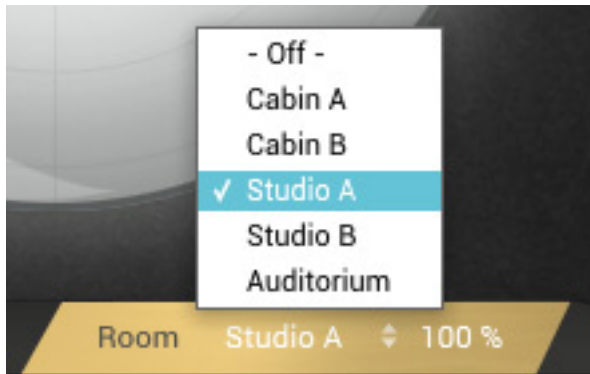 - Off -
Cabin A
Cabin B
✓ Studio A
Studio B
Auditorium
Room Studio A 100 %